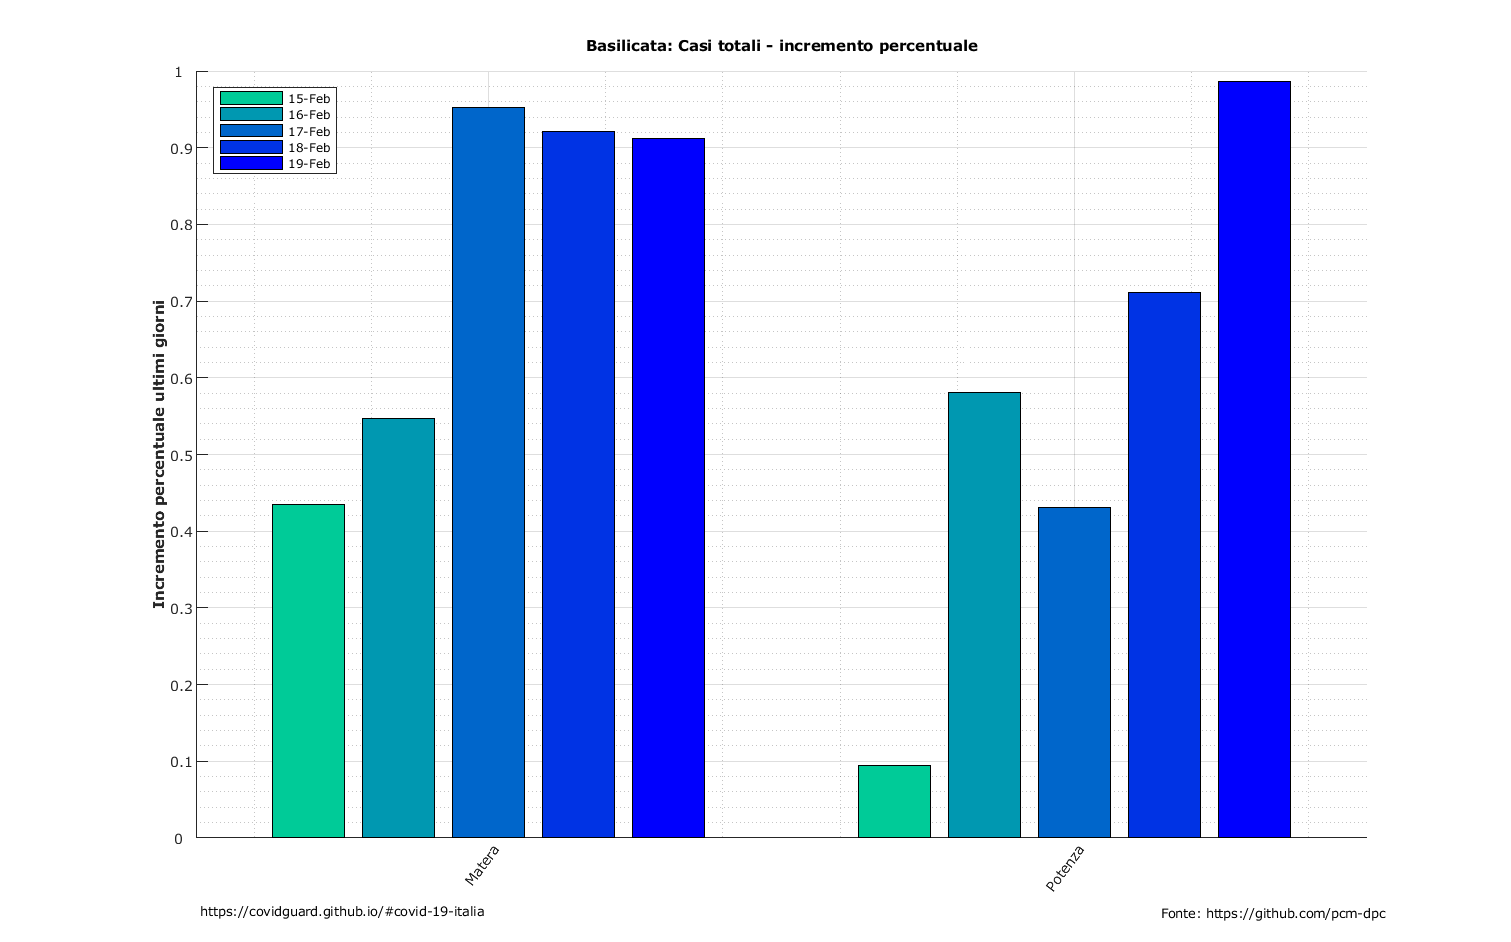 Basilicata: Casi totali - incremento percentuale
15-Feb
16-Feb
17-Feb
18-Feb
19-Feb
Incremento percentuale ultimi giorni
1
0.9
0.8
0.7
0.6
0.5
0.4
0.3
0.2
0.1
0
Matera
Potenza
https://covidguard.github.io/#covid-19-italia
Fonte: https://github.com/pcm-dpc